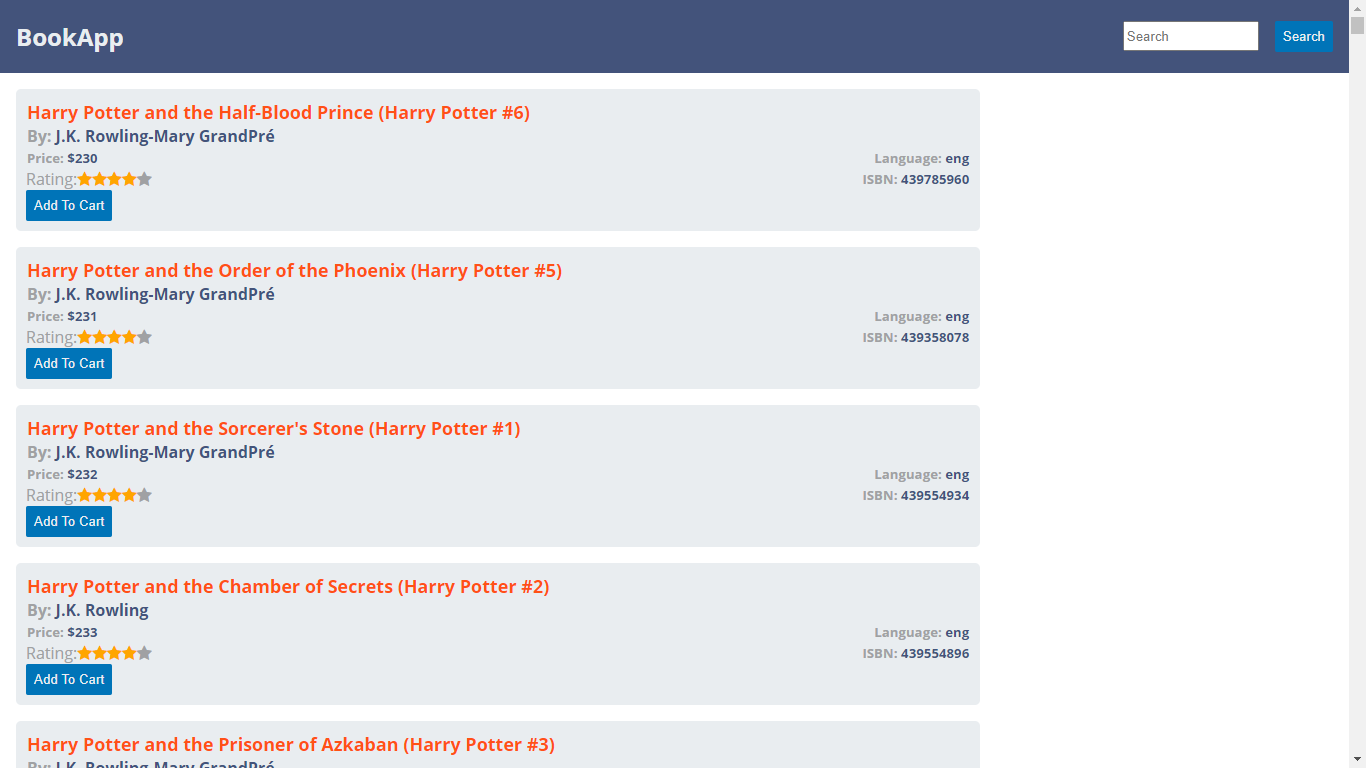 BookApp
Search Search
Harry Potter and the Half-Blood Prince (Harry Potter #6)
By: J.K. Rowling-Mary GrandPré
Price: $230 Language: eng
Rating: ISBN: 439785960
Add To Cart
Harry Potter and the Order of the Phoenix (Harry Potter #5)
By: J.K. Rowling-Mary GrandPré
Price: $231 Language: eng
Rating: ISBN: 439358078
Add To Cart
Harry Potter and the Sorcerer's Stone (Harry Potter #1)
By: J.K. Rowling-Mary GrandPré
Price: $232 Language: eng
Rating: ISBN: 439554934
Add To Cart
Harry Potter and the Chamber of Secrets (Harry Potter #2)
By: J.K. Rowling
Price: $233 Language: eng
Rating: ISBN: 439554896
Add To Cart
Harry Potter and the Prisoner of Azkaban (Harry Potter #3)
By: J.K. Rowling-Mary GrandPré